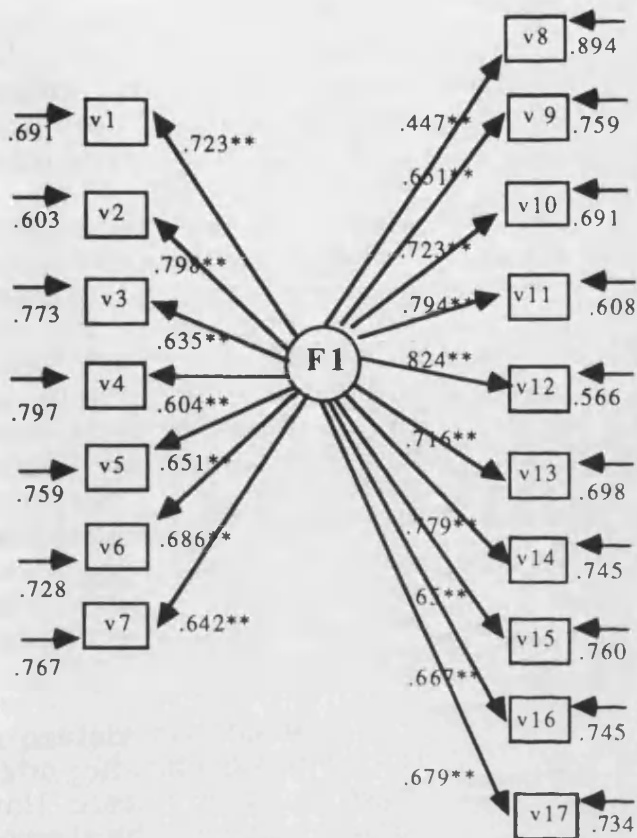 v8
.894
v1
.691
.723**
.447**
v 9
.759
.651**
v2
.603
.798**
v10
.691
.723**
v3
.773
.635**
v11
.608
.794**
F1
v4
.797
.604**
.824**
v12
.566
v5
.759
.651**
.716**
v13
.698
v6
.728
.686**
.779**
v14
.745
v7
.767
.642**
.65**
v15
.760
.667**
v16
.745
.679**
v17
.734